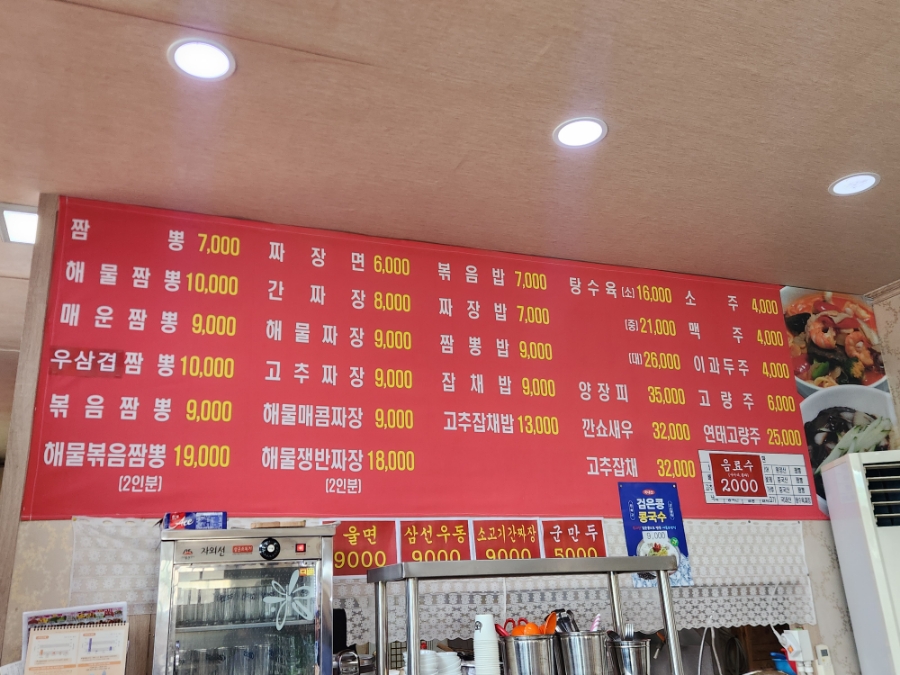 짬뽕 7,000
해물짬뽕 10,000
매운짬뽕 9,000
우삼겹짬뽕 10,000
볶음짬뽕 9,000
해물볶음짬뽕 19,000
(2인분)
짜장면 6,000
간짜장 8,000
해물짜장 9,000
고추짜장 9,000
해물매콤짜장 9,000
해물쟁반짜장 18,000
(2인분)
볶음밥 7,000
짜장밥 7,000
짬뽕밥 9,000
잡채밥 9,000
고추잡채밥 13,000
탕수육 (소) 16,000
(중) 21,000
(대) 26,000
양장피 35,000
깐쇼새우 32,000
고추잡채 32,000
소주 4,000
맥주 4,000
이과두주 4,000
고량주 6,000
연태고량주 25,000
음료수
2000
울면
9000
삼선우동
9000
소고기간짜장
9000
군만두
5000
검은콩
콩국수
9,000
자외선